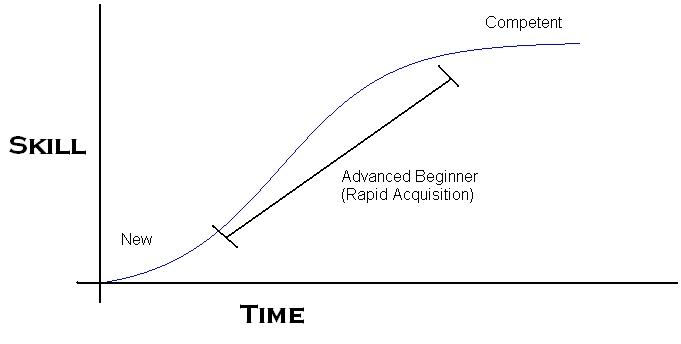 Competent
SKILL
Advanced Beginner
(Rapid Acquisition)
New
TIME